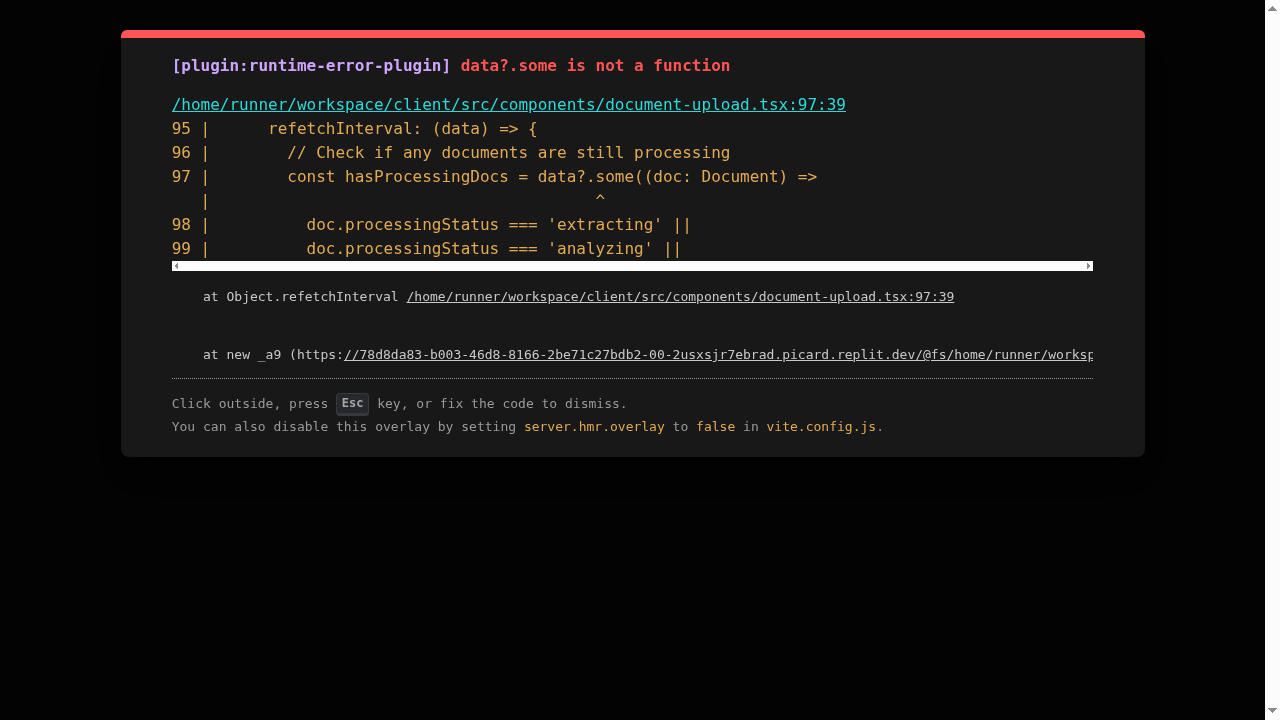 [plugin:runtime-error-plugin] data?.some is not a function
/home/runner/workspace/client/src/components/document-upload.tsx:97:39
95 |      refetchInterval: (data) => {
96 |        // Check if any documents are still processing
97 |        const hasProcessingDocs = data?.some((doc: Document) =>
   |                                        ^
98 |          doc.processingStatus === 'extracting' ||
99 |          doc.processingStatus === 'analyzing' ||
at Object.refetchInterval /home/runner/workspace/client/src/components/document-upload.tsx:97:39
at new _a9 (https://78d8da83-b003-46d8-8166-2be71c27bdb2-00-2usxsjr7ebrad.picard.replit.dev/@fs/home/runner/worksp
Click outside, press Esc key, or fix the code to dismiss.
You can also disable this overlay by setting server.hmr.overlay to false in vite.config.js.